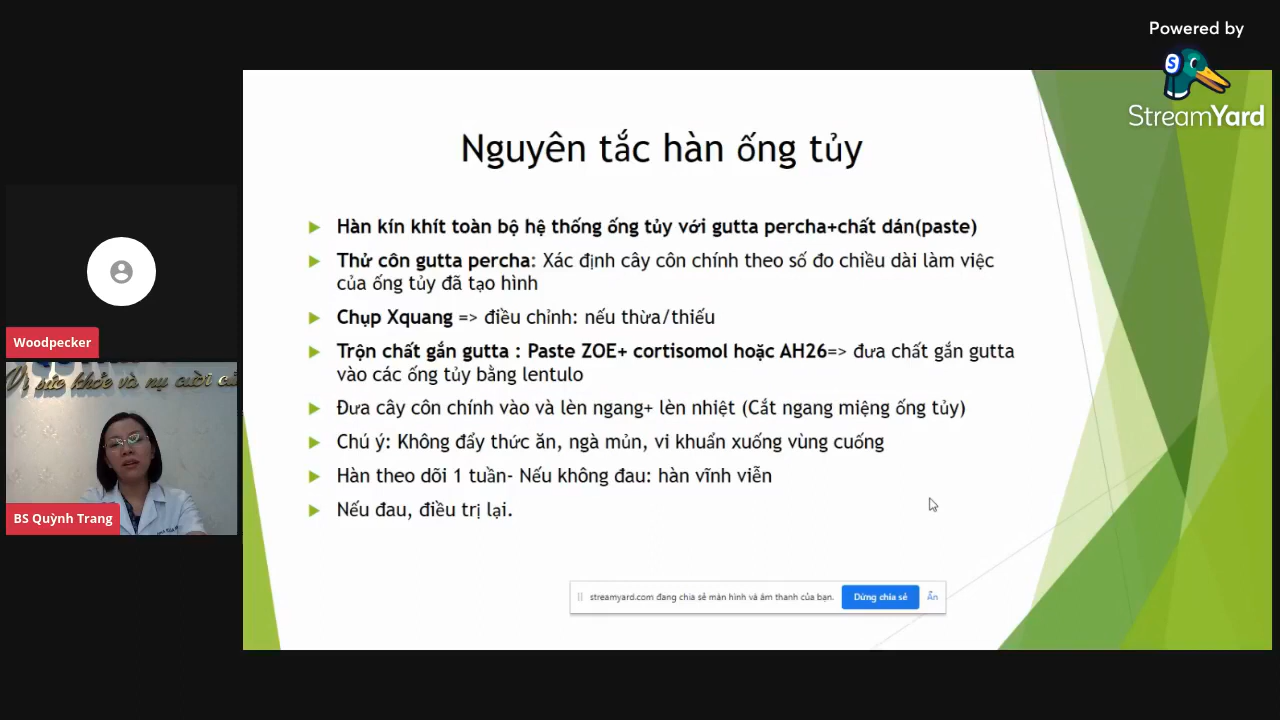 Powered by
StreamYard
Nguyên tắc hàn ống tủy
Hàn kín khít toàn bộ hệ thống ống tủy với gutta percha+chất dán(paste)
Thử côn gutta percha: Xác định cây côn chính theo số đo chiều dài làm việc
của ống tủy đã tạo hình
Chụp Xquang => điều chỉnh: nếu thừa/thiếu
Trộn chất gắn gutta : Paste ZOE+ cortisomol hoặc AH26=> đưa chất gắn gutta
vào các ống tủy bằng lentulo
Đưa cây côn chính vào và lèn ngang+ lèn nhiệt (Cắt ngang miệng ống tủy)
Chú ý: Không đẩy thức ăn, ngà mủn, vi khuẩn xuống vùng cuống
Hàn theo dõi 1 tuần- Nếu không đau: hàn vĩnh viễn
Nếu đau, điều trị lại.
streamyard.com đang chia sẻ màn hình và âm thanh của bạn.
Dừng chia sẻ
Ẩn
Woodpecker
Vì sức khỏe và nụ cười
BS Quỳnh Trang